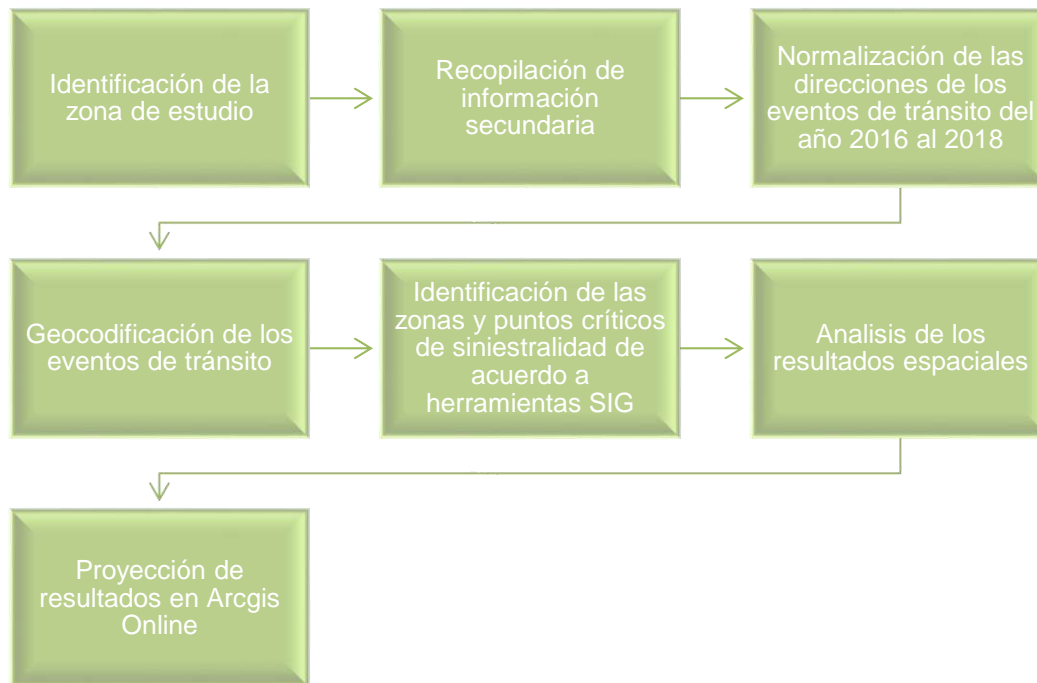 Identificación de la
zona de estudio
Recopilación de
información
secundaria
Normalización de las
direcciones de los
eventos de tránsito del
año 2016 al 2018
Geocodificación de los
eventos de tránsito
Identificación de las
zonas y puntos críticos
de siniestralidad de
acuerdo a
herramientas SIG
Analisis de los
resultados espaciales
Proyección de
resultados en Arcgis
Online